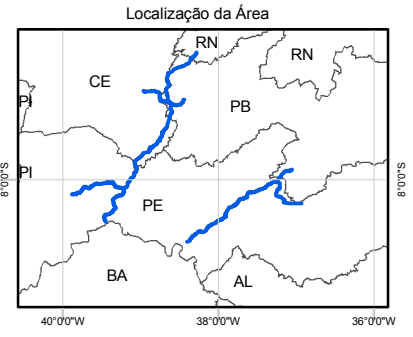 Localização da Área
RN
RN
CE
PI
PB
PI
8°0'0"S
8°0'0"S
PE
BA
AL
40°0'0"W
38°0'0"W
36°0'0"W